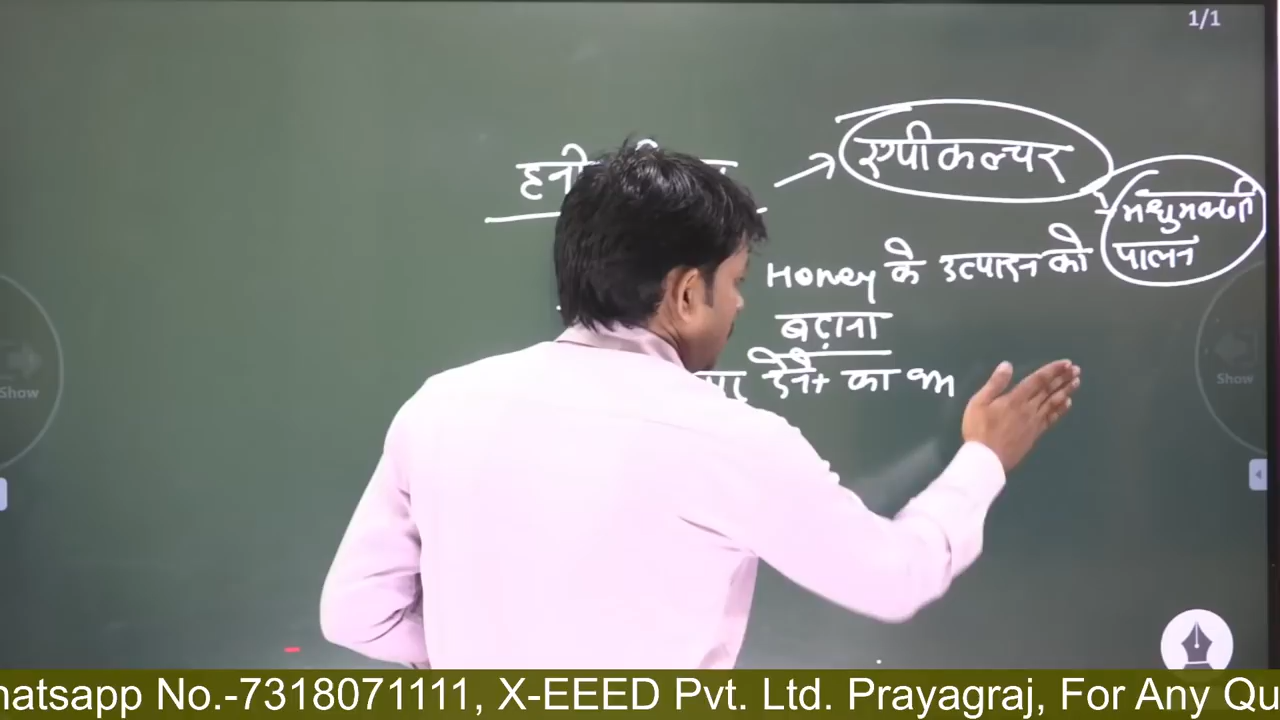 1/1
हनी
एपीकल्चर
मधुमक्खी
पालन
Honey के उत्पादन को
बढ़ाना
का
Show
Show
hatsapp No.-7318071111, X-EEED Pvt. Ltd. Prayagraj, For Any Qu